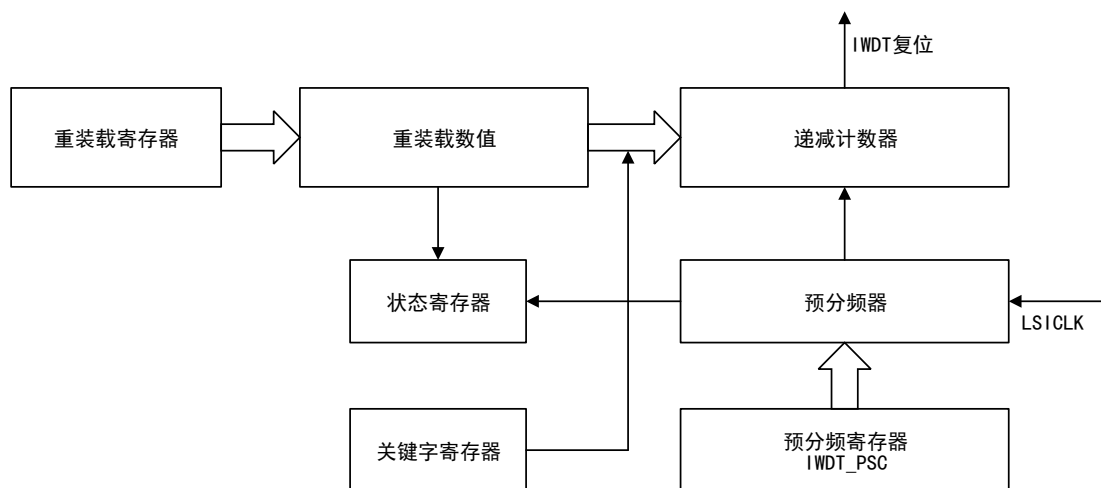 IWDT复位
重装载寄存器
重装载数值
递减计数器
状态寄存器
预分频器
LSICLK
关键字寄存器
预分频寄存器
IWDT_PSC